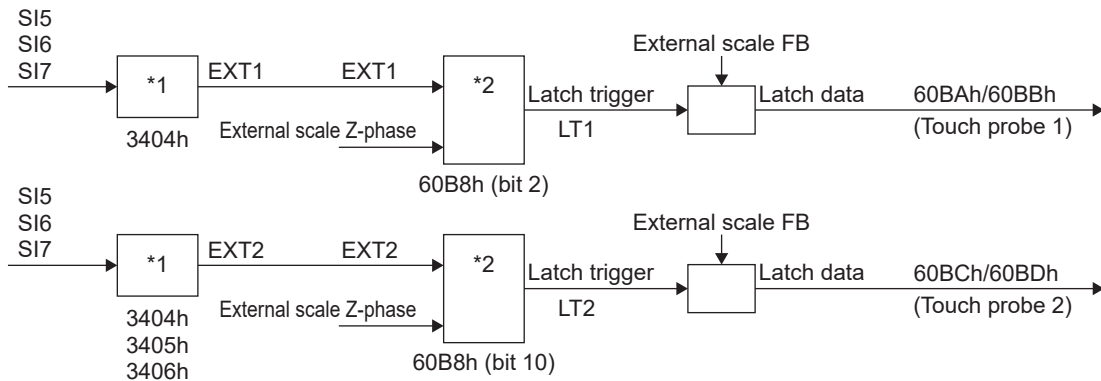 SI5
SI6
SI7
*1
3404h
EXT1
EXT1
External scale Z-phase
*2
60B8h (bit 2)
Latch trigger
LT1
External scale FB
Latch data
60BAh/60BBh
(Touch probe 1)
SI5
SI6
SI7
*1
3404h
3405h
3406h
EXT2
EXT2
External scale Z-phase
*2
60B8h (bit 10)
Latch trigger
LT2
External scale FB
Latch data
60BCh/60BDh
(Touch probe 2)